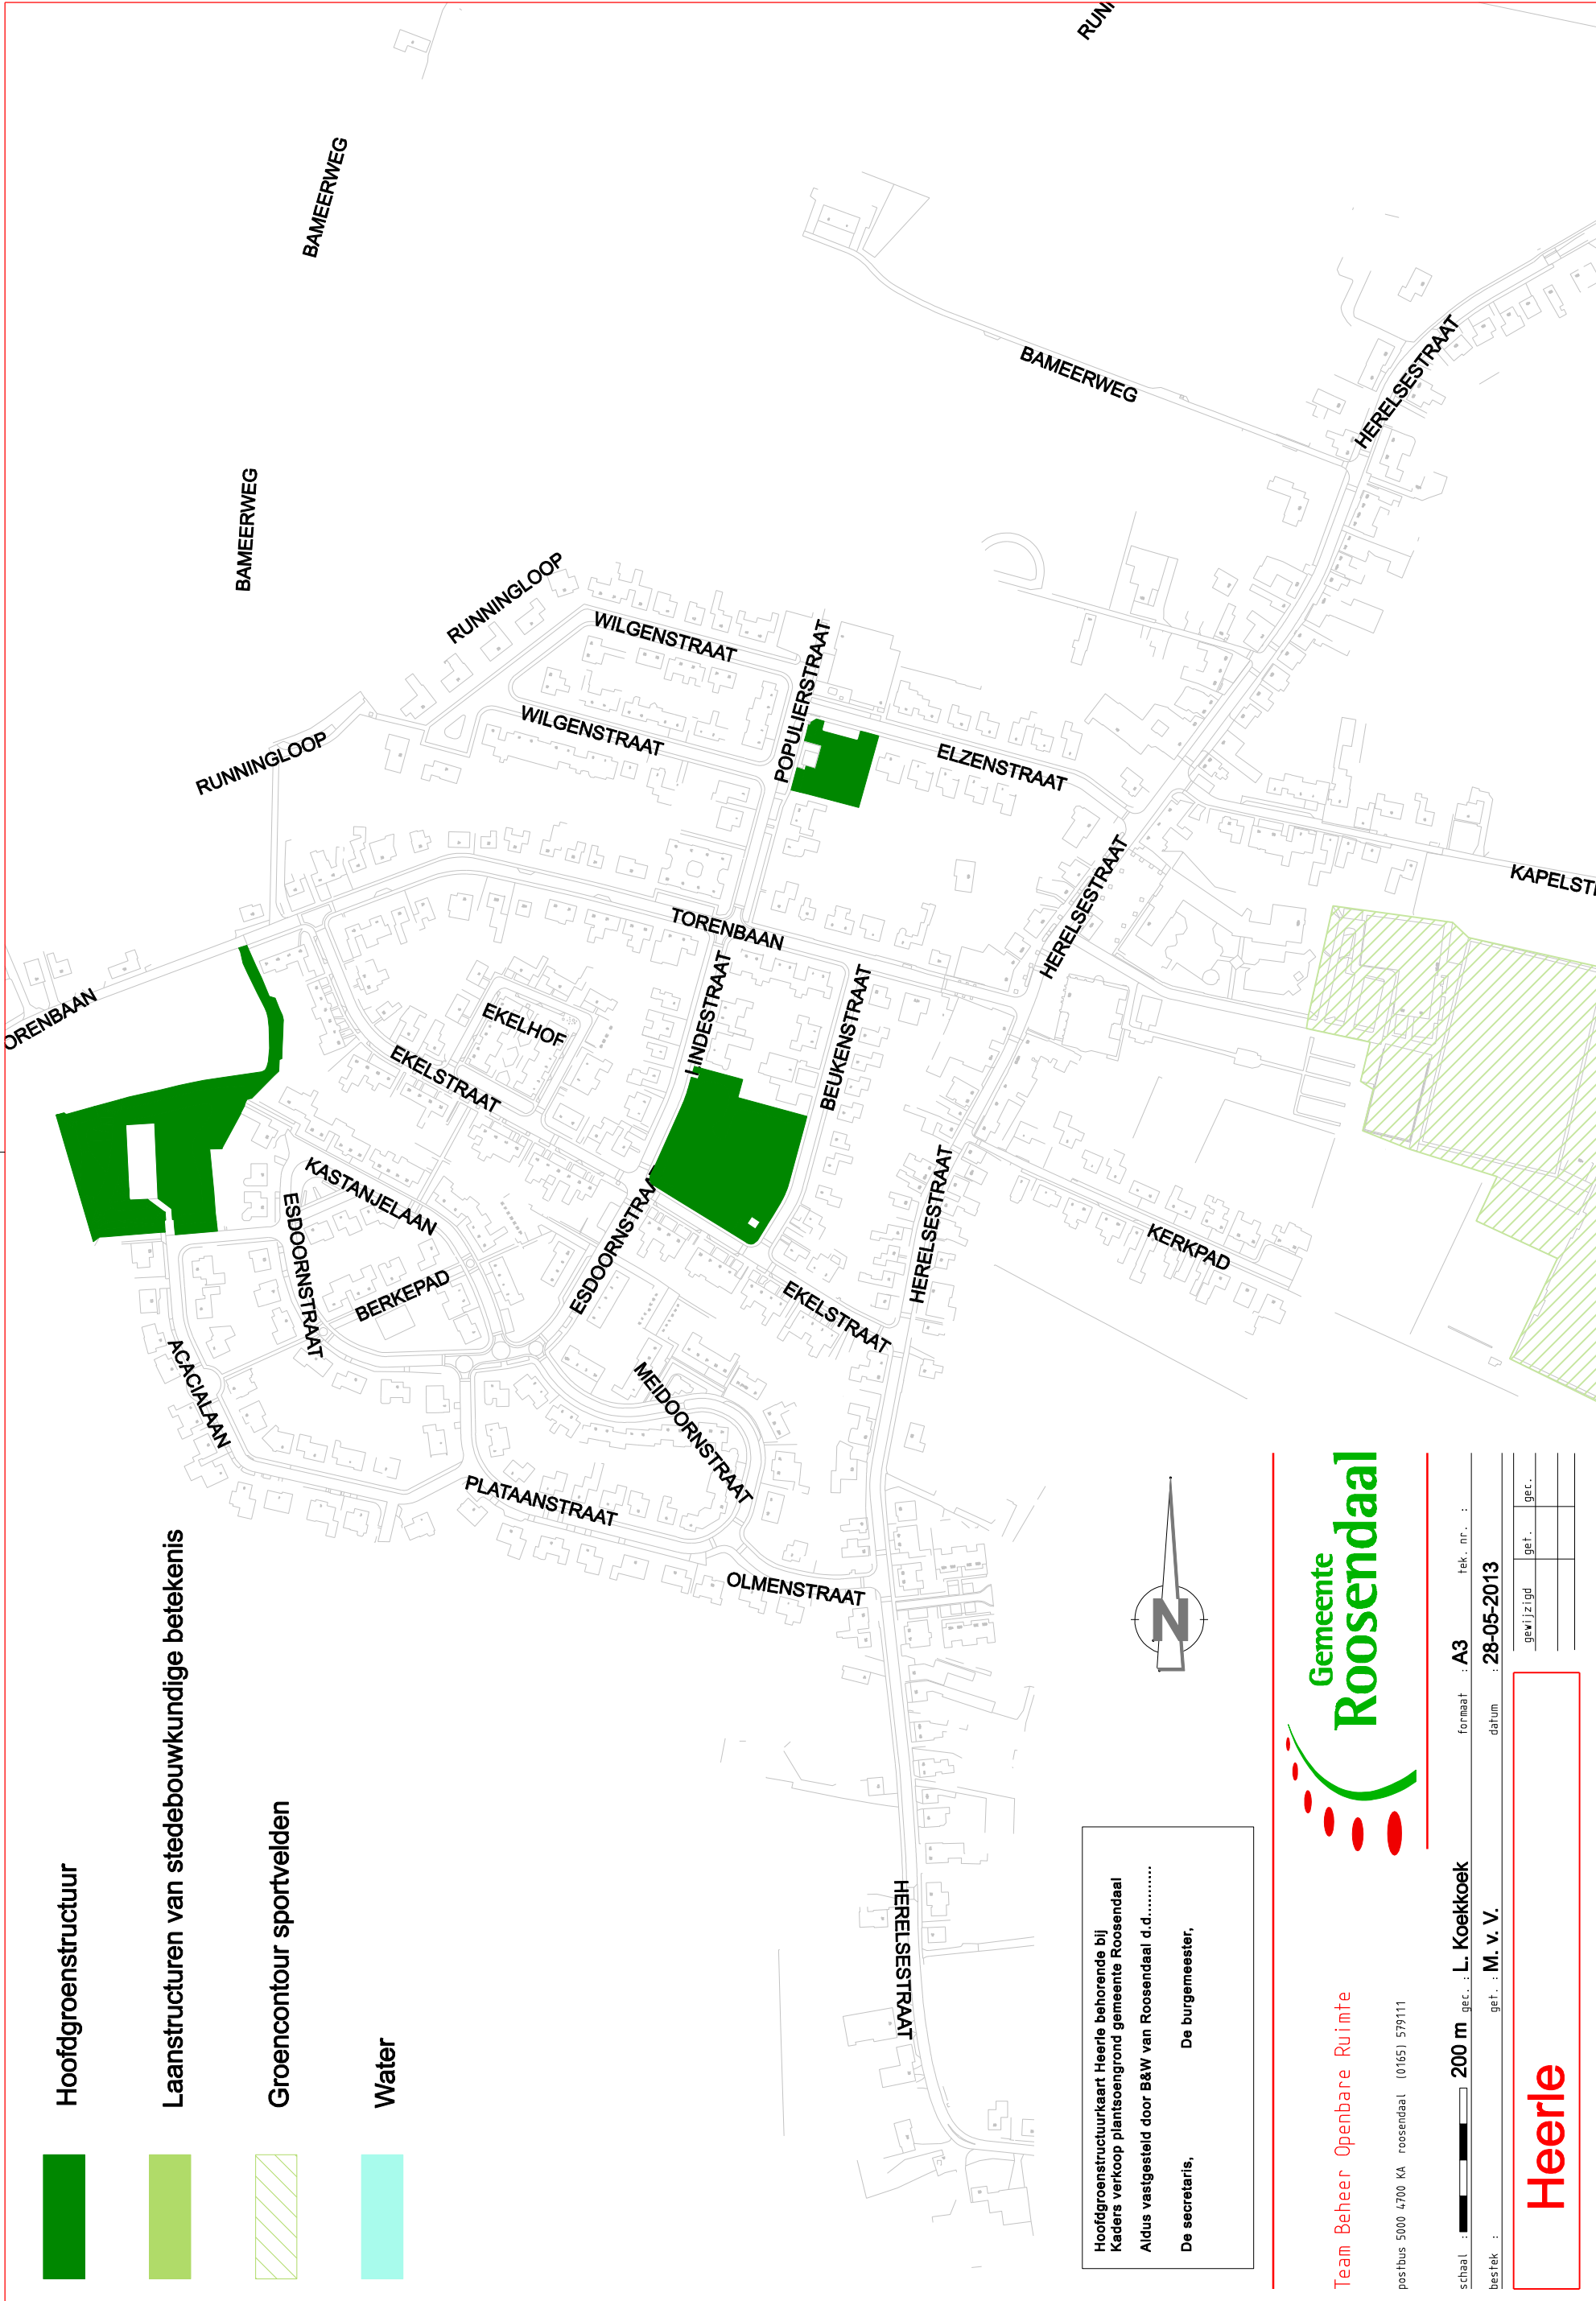 Hoofdgroenstructuur
Laanstructuren van stedebouwkundige betekenis
Groencontour sportvelden
Water
RUNN
BAMEERWEG
BAMEERWEG
BAMEERWEG
HERELSESTRAAT
RUNNINGLOOP
RUNNINGLOOP
WILGENSTRAAT
WILGENSTRAAT
POPULIERSTRAAT
ELZENSTRAAT
KAPELST
HERELSESTRAAT
TORENBAAN
ORENBAAN
LINDESTRAAT
BEUKENSTRAAT
EKELHOF
EKELSTRAAT
KASTANJELAAN
ESDOORNSTRAAT
BERKEPAD
ESDOORNSTRAAT
HERELSESTRAAT
KERKPAD
EKELSTRAAT
ACACIALAAN
MEIDOORNSTRAAT
PLATAANSTRAAT
OLMENSTRAAT
HERELSESTRAAT
N
Hoofdgroenstructuurkaart Heerle behorende bij
Kaders verkoop plantsoengrond gemeente Roosendaal
Aldus vastgesteld door B&W van Roosendaal d.d............
De secretaris, De burgemeester,
Gemeente
Roosendaal
Team Beheer Openbare Ruimte
postbus 5000 4700 KA roosendaal (0165) 579111
schaal : 200 m gec. : L. Koekkoek formaat : A3 tek. nr. :
bestek : get. : M. v. V. datum : 28-05-2013
gewijzigd get. gec.
Heerle